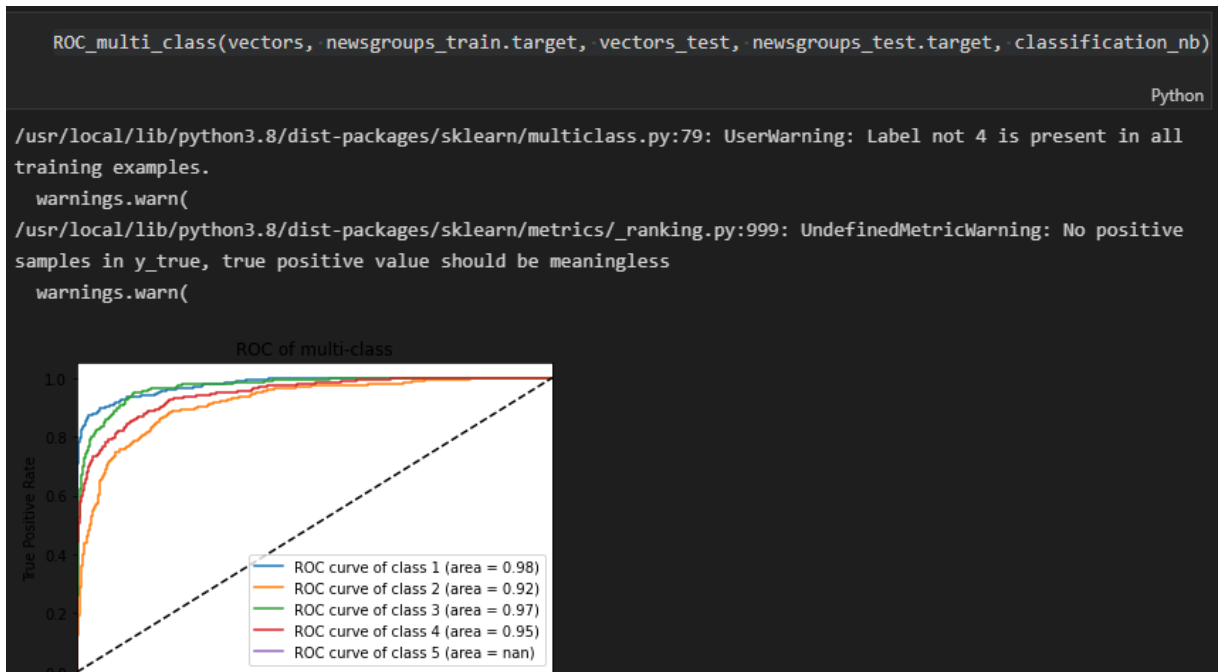 ROC_multi_class(vectors, newsgroups_train.target, vectors_test, newsgroups_test.target, classification_nb)
Python
/usr/local/lib/python3.8/dist-packages/sklearn/multiclass.py:79: UserWarning: Label not 4 is present in all
training examples.
  warnings.warn(
/usr/local/lib/python3.8/dist-packages/sklearn/metrics/_ranking.py:999: UndefinedMetricWarning: No positive
samples in y_true, true positive value should be meaningless
  warnings.warn(
ROC of multi-class
1.0
0.8
0.6
0.4
0.2
0.0
True Positive Rate
ROC curve of class 1 (area = 0.98)
ROC curve of class 2 (area = 0.92)
ROC curve of class 3 (area = 0.97)
ROC curve of class 4 (area = 0.95)
ROC curve of class 5 (area = nan)